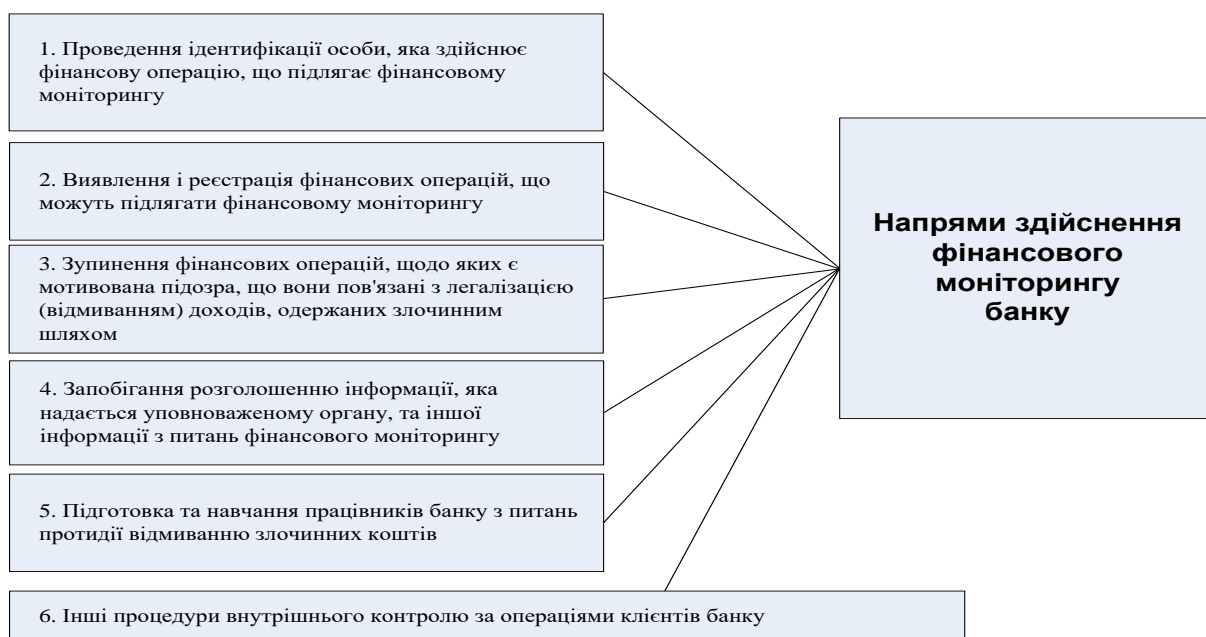 1. Проведення ідентифікації особи, яка здійснює
фінансову операцію, що підлягає фінансовому
моніторингу
2. Виявлення і реєстрація фінансових операцій, що
можуть підлягати фінансовому моніторингу
3. Зупинення фінансових операцій, щодо яких є
мотивована підозра, що вони пов'язані з легалізацією
(відмиванням) доходів, одержаних злочинним
шляхом
4. Запобігання розголошенню інформації, яка
надається уповноваженому органу, та іншої
інформації з питань фінансового моніторингу
5. Підготовка та навчання працівників банку з питань
протидії відмиванню злочинних коштів
6. Інші процедури внутрішнього контролю за операціями клієнтів банку
Напрями здійснення
фінансового
моніторингу
банку